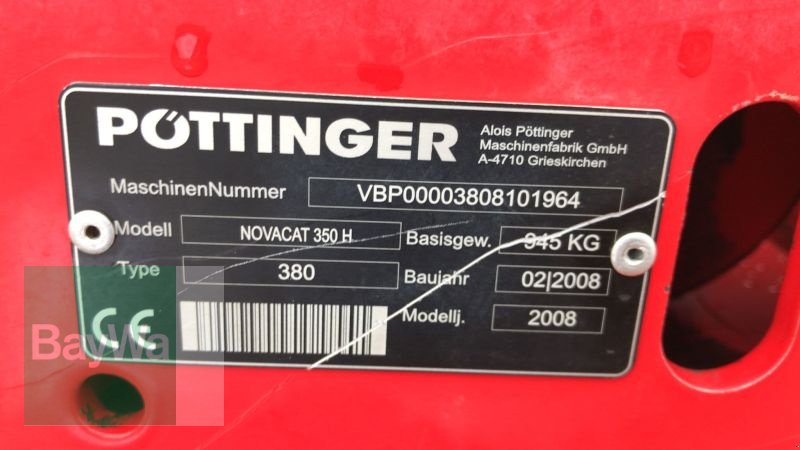 PÖTTINGER
Alois Pöttinger
Maschinenfabrik GmbH
A-4710 Grieskirchen
MaschinenNummer VBP00003808101964
Modell NOVACAT 350 H Basisgew. 945 KG
Type 380 Baujahr 02|2008
Modellj. 2008
CE
BayWa